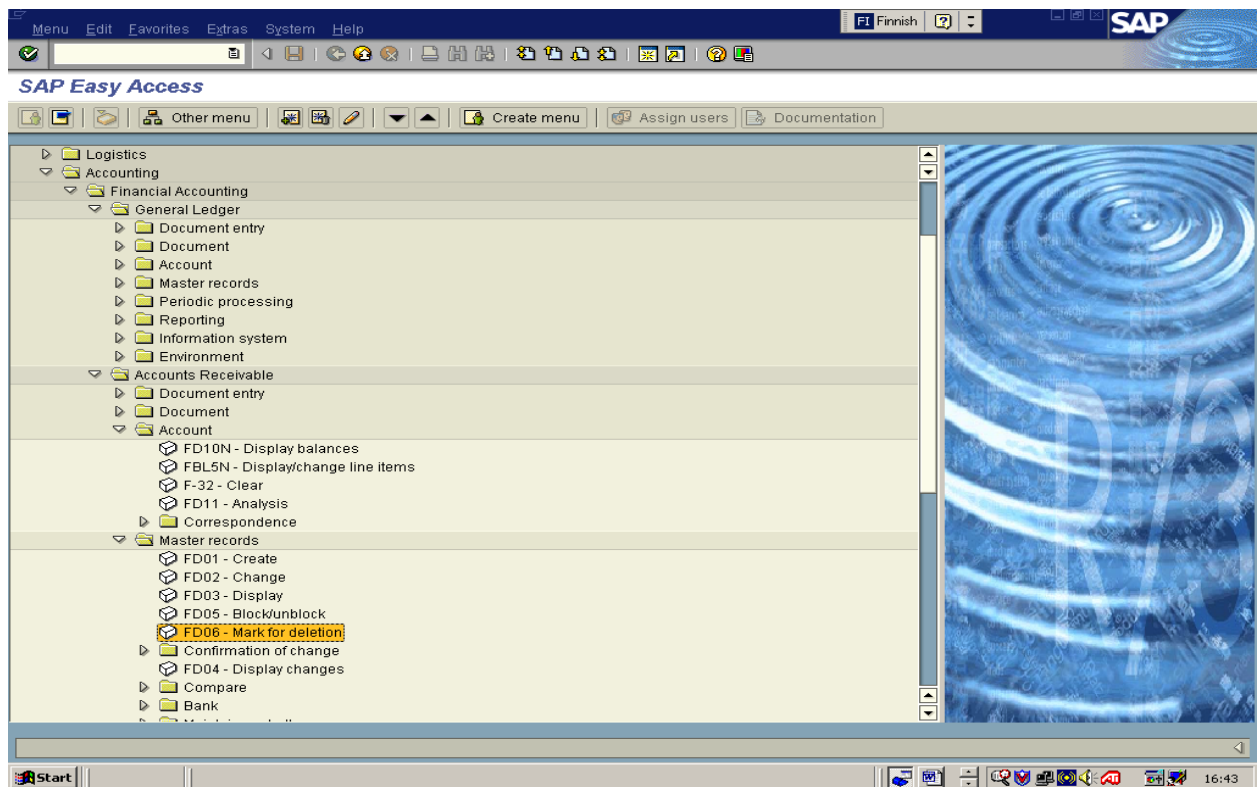 Menu Edit Favorites Extras System Help
FI Finnish
SAP
SAP Easy Access
Other menu Create menu Assign users Documentation
Logistics
Accounting
Financial Accounting
General Ledger
Document entry
Document
Account
Master records
Periodic processing
Reporting
Information system
Environment
Accounts Receivable
Document entry
Document
Account
FD10N - Display balances
FBL5N - Display/change line items
F-32 - Clear
FD11 - Analysis
Correspondence
Master records
FD01 - Create
FD02 - Change
FD03 - Display
FD05 - Block/unblock
FD06 - Mark for deletion
Confirmation of change
FD04 - Display changes
Compare
Bank
R/3
Start 16:43